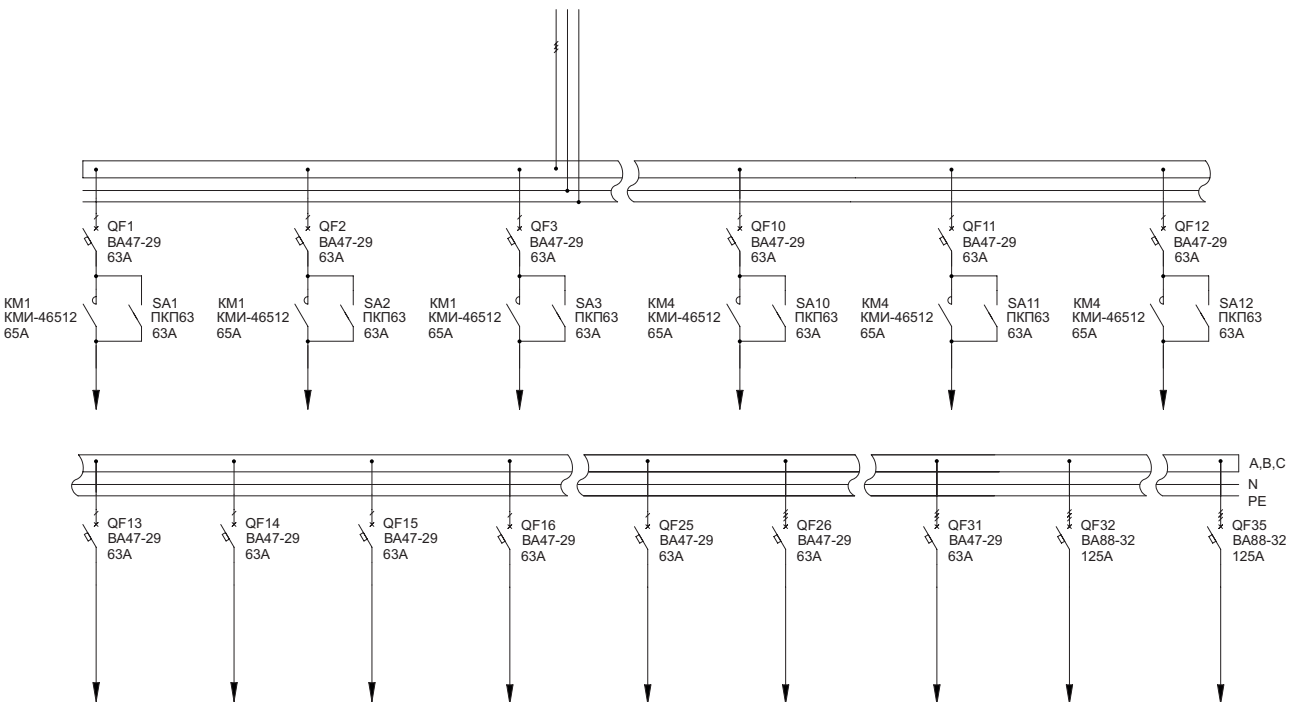 QF1
ВА47-29
63А
QF2
ВА47-29
63А
QF3
ВА47-29
63А
QF10
ВА47-29
63А
QF11
ВА47-29
63А
QF12
ВА47-29
63А
КМ1
КМИ-46512
65А
SA1
ПКП63
63А
КМ1
КМИ-46512
65А
SA2
ПКП63
63А
КМ1
КМИ-46512
65А
SA3
ПКП63
63А
КМ4
КМИ-46512
65А
SA10
ПКП63
63А
КМ4
КМИ-46512
65А
SA11
ПКП63
63А
КМ4
КМИ-46512
65А
SA12
ПКП63
63А
A,B,C
N
PE
QF13
ВА47-29
63А
QF14
ВА47-29
63А
QF15
ВА47-29
63А
QF16
ВА47-29
63А
QF25
ВА47-29
63А
QF26
ВА47-29
63А
QF31
ВА47-29
63А
QF32
ВА88-32
125А
QF35
ВА88-32
125А